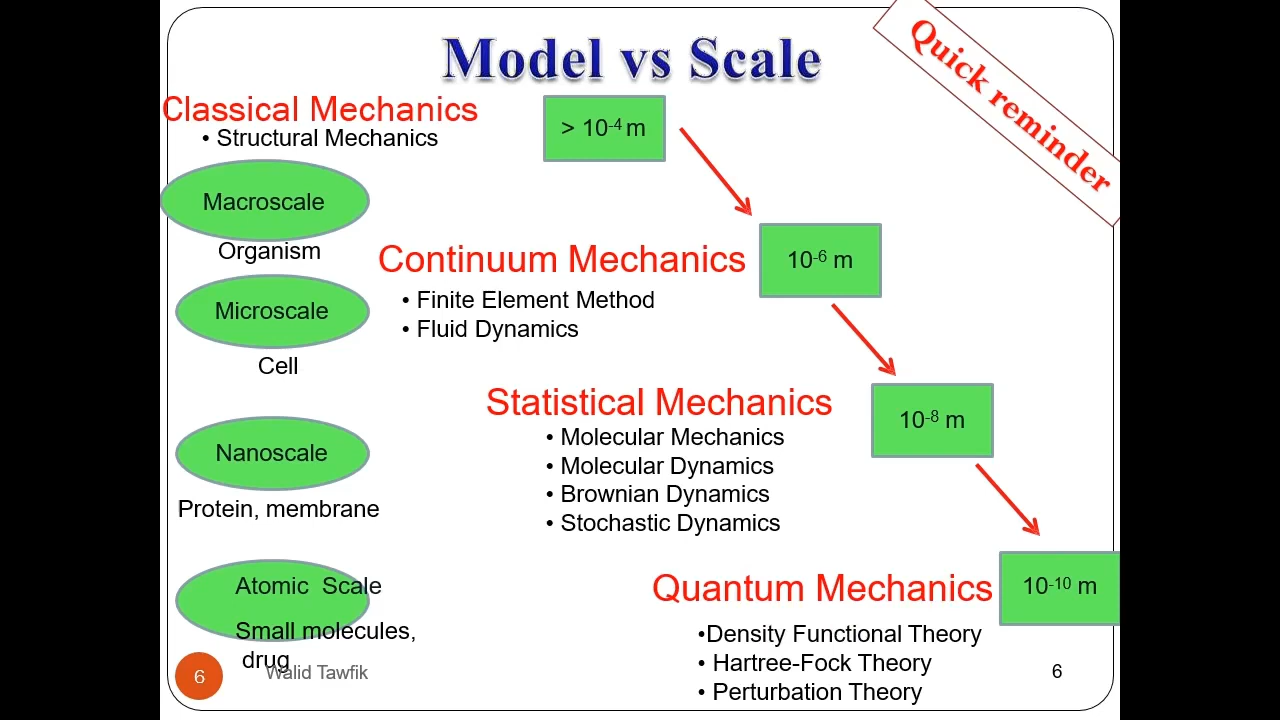 Model vs Scale
Quick reminder
Classical Mechanics
• Structural Mechanics
> 10⁻⁴ m
Macroscale
Organism
Continuum Mechanics
10⁻⁶ m
• Finite Element Method
• Fluid Dynamics
Microscale
Cell
Statistical Mechanics
10⁻⁸ m
• Molecular Mechanics
• Molecular Dynamics
• Brownian Dynamics
• Stochastic Dynamics
Nanoscale
Protein, membrane
Quantum Mechanics
10⁻¹⁰ m
• Density Functional Theory
• Hartree-Fock Theory
• Perturbation Theory
Atomic Scale
Small molecules,
drug
6
Walid Tawfik
6